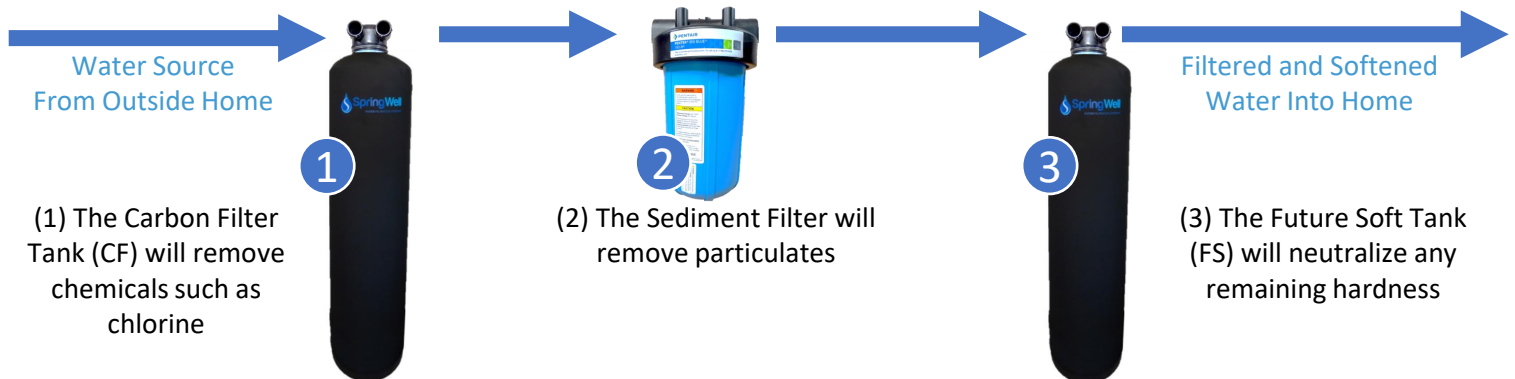 Water Source
From Outside Home
SpringWell
1
(1) The Carbon Filter
Tank (CF) will remove
chemicals such as
chlorine
PENTAIR
2
(2) The Sediment Filter will
remove particulates
SpringWell
3
Filtered and Softened
Water Into Home
(3) The Future Soft Tank
(FS) will neutralize any
remaining hardness